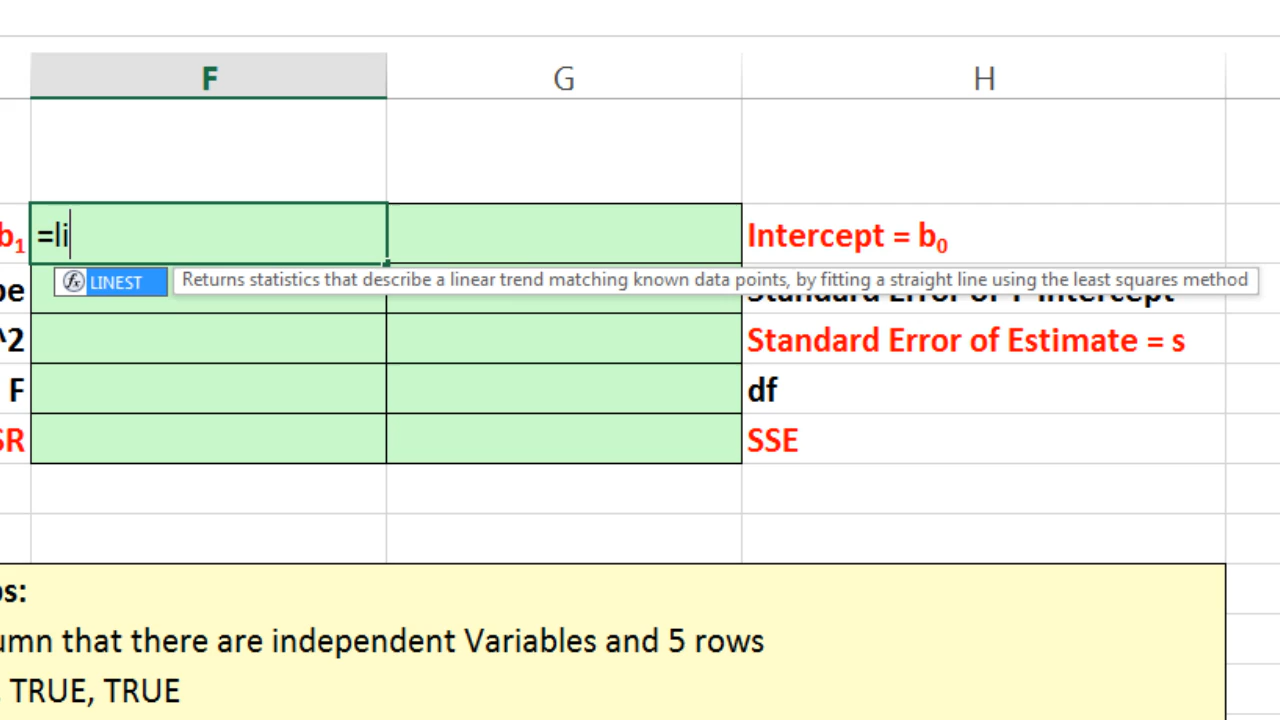 F G H
b₁ =li Intercept = b₀
LINEST Returns statistics that describe a linear trend matching known data points, by fitting a straight line using the least squares method
pe Standard Error of Y-Intercept
^2 Standard Error of Estimate = s
F df
SR SSE
ps:
umn that there are independent Variables and 5 rows
, TRUE, TRUE